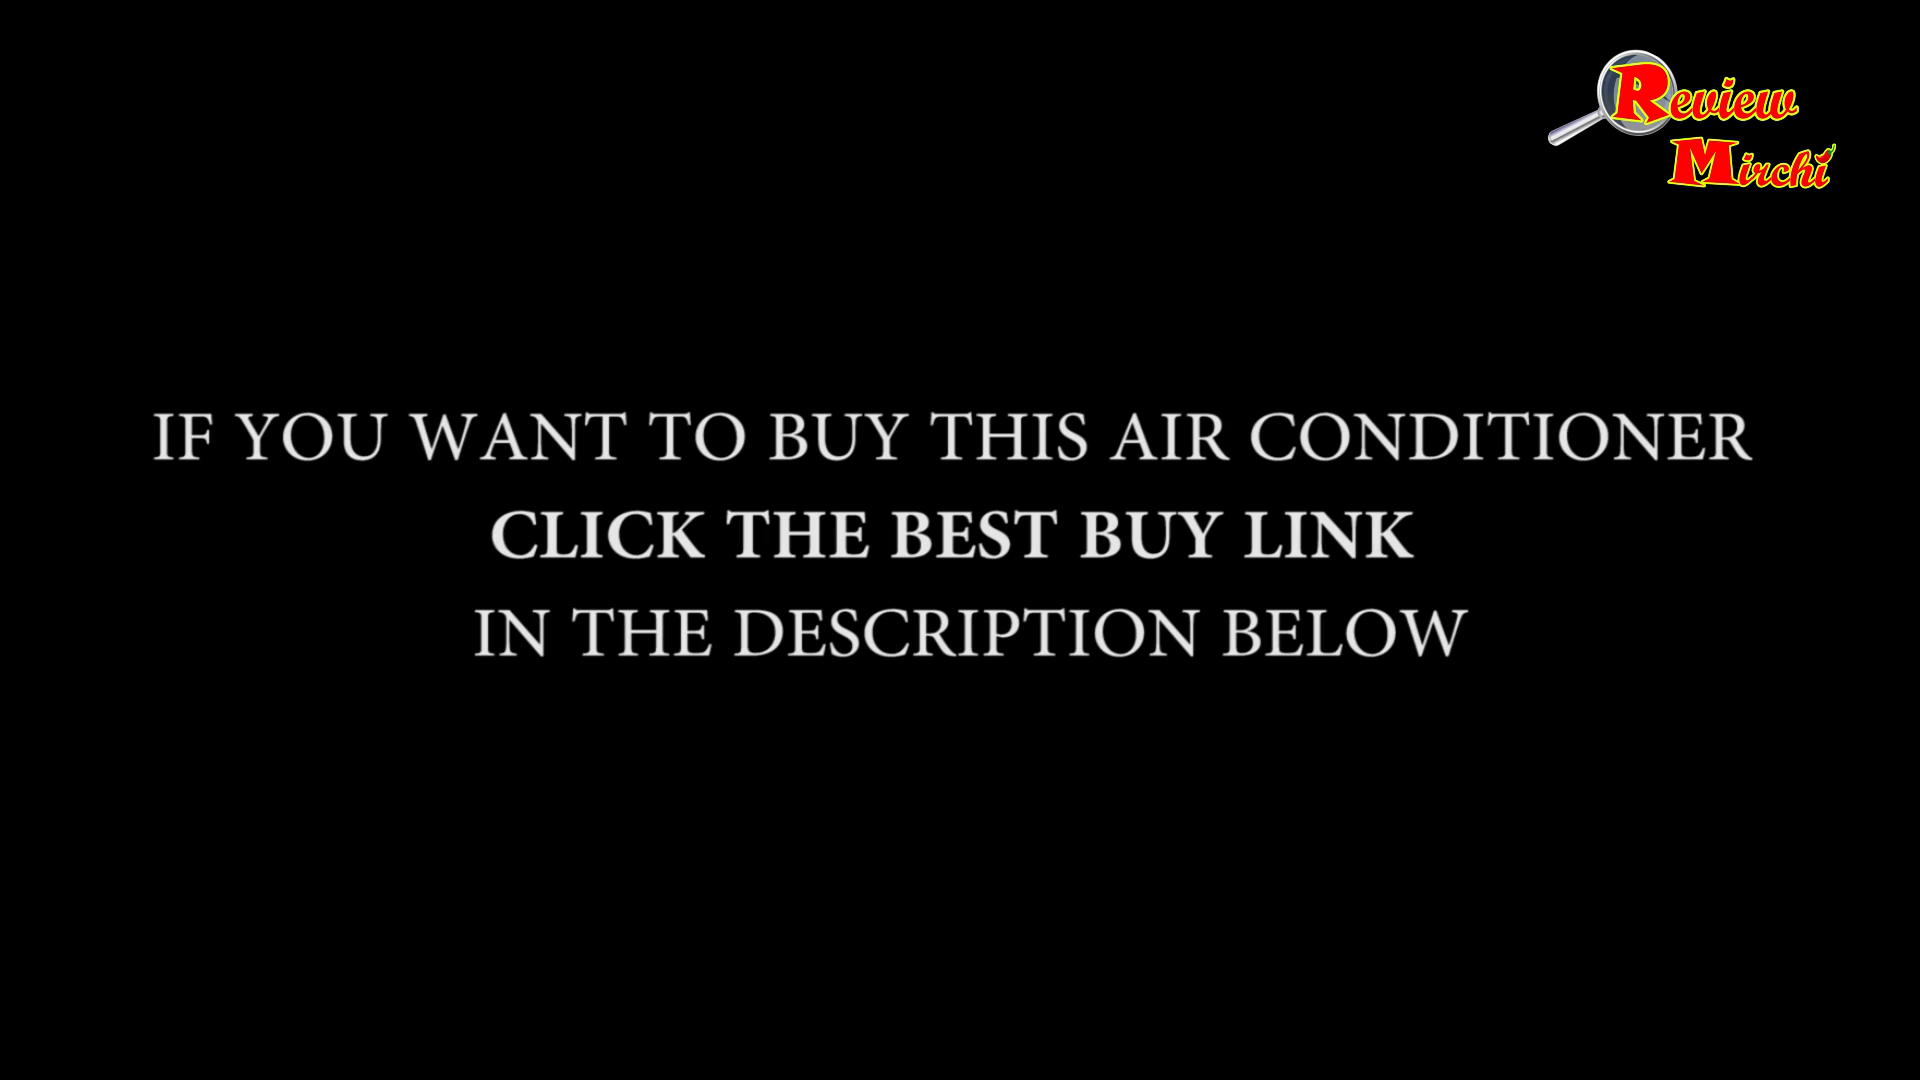 Review
Mirchi
IF YOU WANT TO BUY THIS AIR CONDITIONER
CLICK THE BEST BUY LINK
IN THE DESCRIPTION BELOW